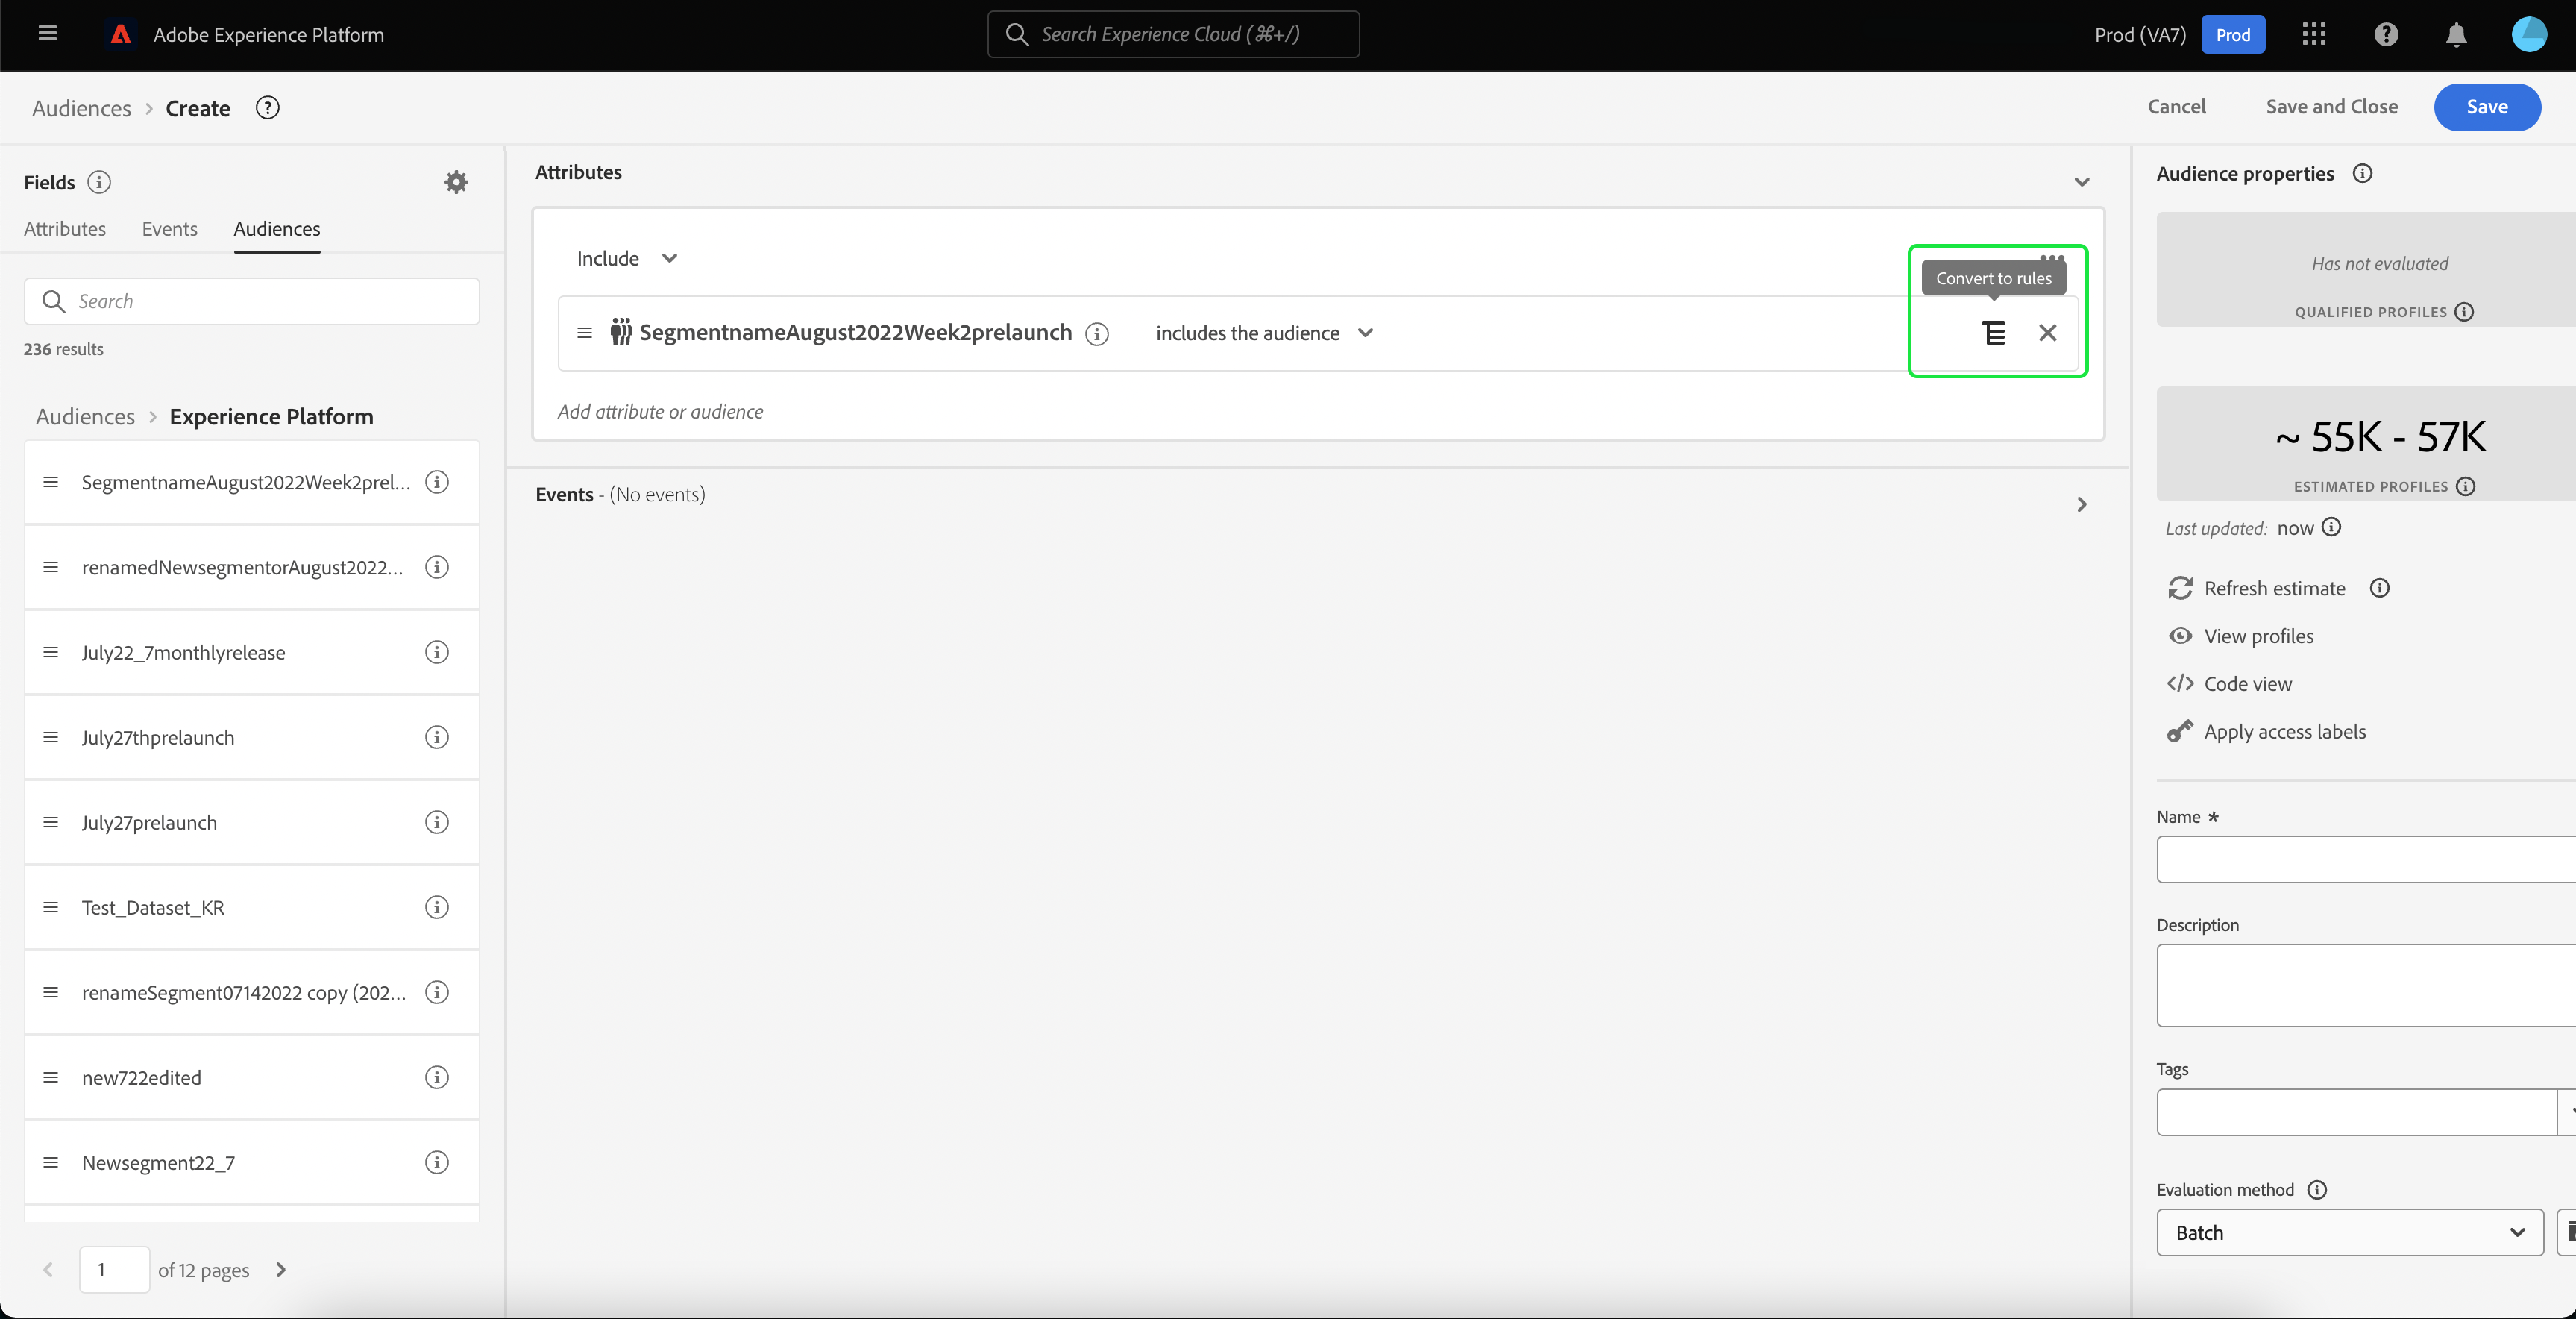 Adobe Experience Platform
Search Experience Cloud (⌘+/)
Prod (VA7)
Prod
Audiences > Create
Cancel
Save and Close
Save
Fields
Attributes
Events
Audiences
Search
236 results
Audiences > Experience Platform
SegmentnameAugust2022Week2prel...
renamedNewsegmentorAugust2022...
July22_7monthlyrelease
July27thprelaunch
July27prelaunch
Test_Dataset_KR
renameSegment07142022 copy (202...
new722edited
Newsegment22_7
1 of 12 pages
Attributes
Include
Convert to rules
SegmentnameAugust2022Week2prelaunch
includes the audience
Add attribute or audience
Events - (No events)
Audience properties
Has not evaluated
QUALIFIED PROFILES
~ 55K - 57K
ESTIMATED PROFILES
Last updated: now
Refresh estimate
View profiles
Code view
Apply access labels
Name *
Description
Tags
Evaluation method
Batch